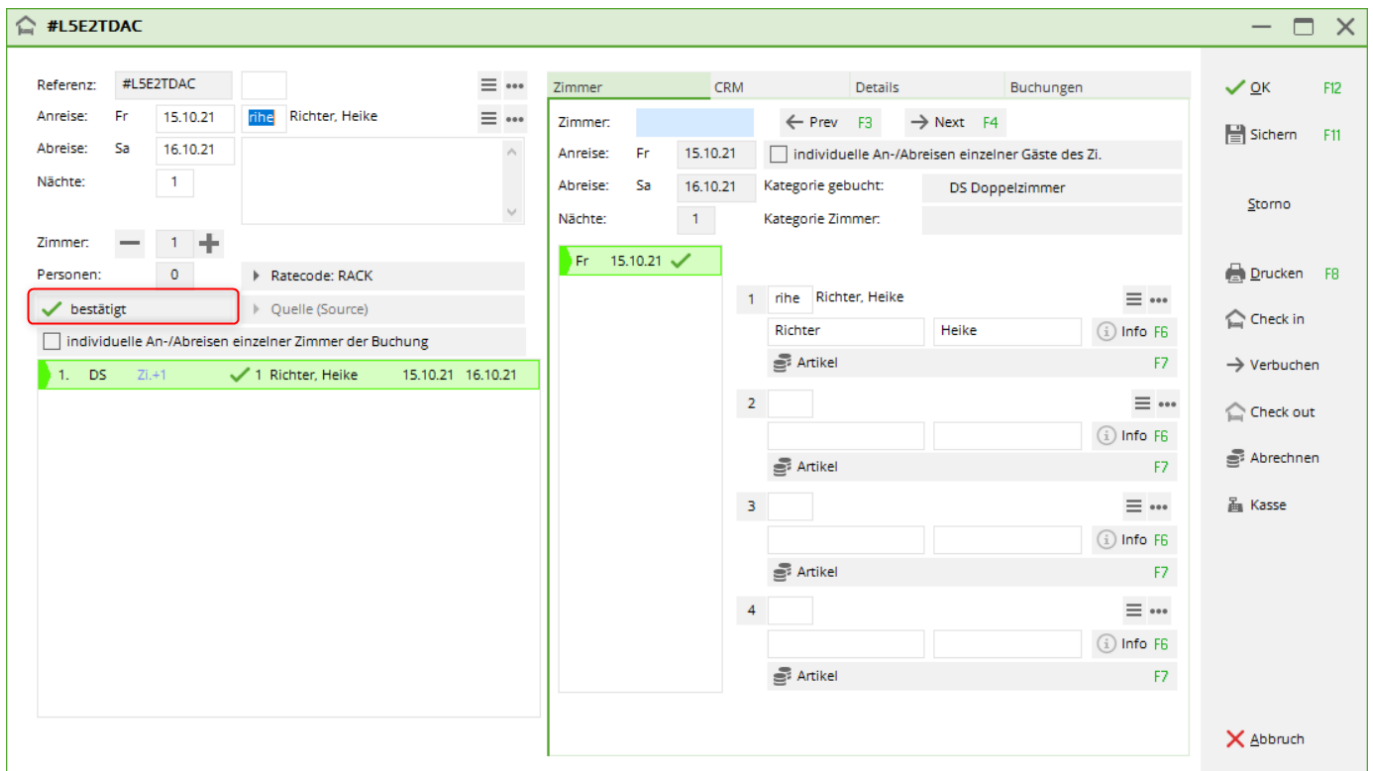 #L5E2TDAC
Referenz: #L5E2TDAC
Anreise: Fr 15.10.21 rihe Richter, Heike
Abreise: Sa 16.10.21
Nächte: 1
Zimmer: 1
Personen: 0 Ratecode: RACK
bestätigt Quelle (Source)
individuelle An-/Abreisen einzelner Zimmer der Buchung
1. DS Zi.+1 1 Richter, Heike 15.10.21 16.10.21
Zimmer CRM Details Buchungen
Zimmer: Prev F3 Next F4
Anreise: Fr 15.10.21 individuelle An-/Abreisen einzelner Gäste des Zi.
Abreise: Sa 16.10.21 Kategorie gebucht: DS Doppelzimmer
Nächte: 1 Kategorie Zimmer:
Fr 15.10.21
1 rihe Richter, Heike
Richter Heike Info F6
Artikel F7
2
Info F6
Artikel F7
3
Info F6
Artikel F7
4
Info F6
Artikel F7
OK F12
Sichern F11
Storno
Drucken F8
Check in
Verbuchen
Check out
Abrechnen
Kasse
Abbruch